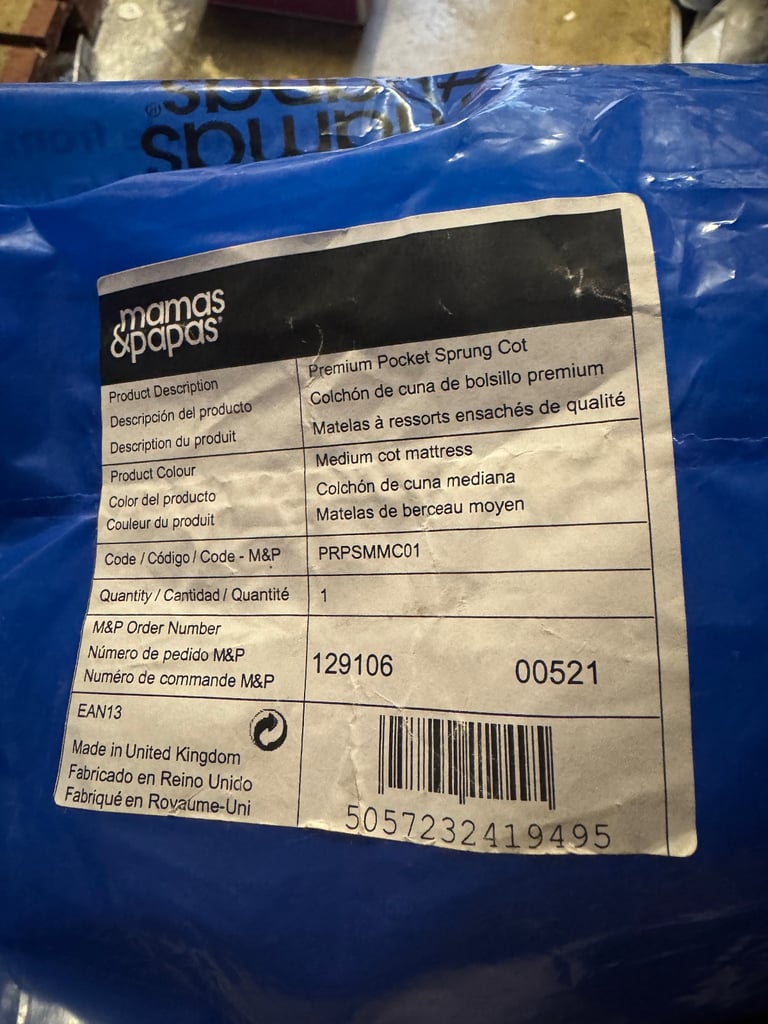 mamas
&papas
mamas
&papas
Product Description
Descripción del producto
Description du produit
Premium Pocket Sprung Cot
Colchón de cuna de bolsillo premium
Matelas à ressorts ensachés de qualité
Product Colour
Color del producto
Couleur du produit
Medium cot mattress
Colchón de cuna mediana
Matelas de berceau moyen
Code / Código / Code - M&P
PRPSMMC01
Quantity / Cantidad / Quantité
1
M&P Order Number
Número de pedido M&P
Numéro de commande M&P
129106 00521
EAN13
Made in United Kingdom
Fabricado en Reino Unido
Fabriqué en Royaume-Uni
5057232419495